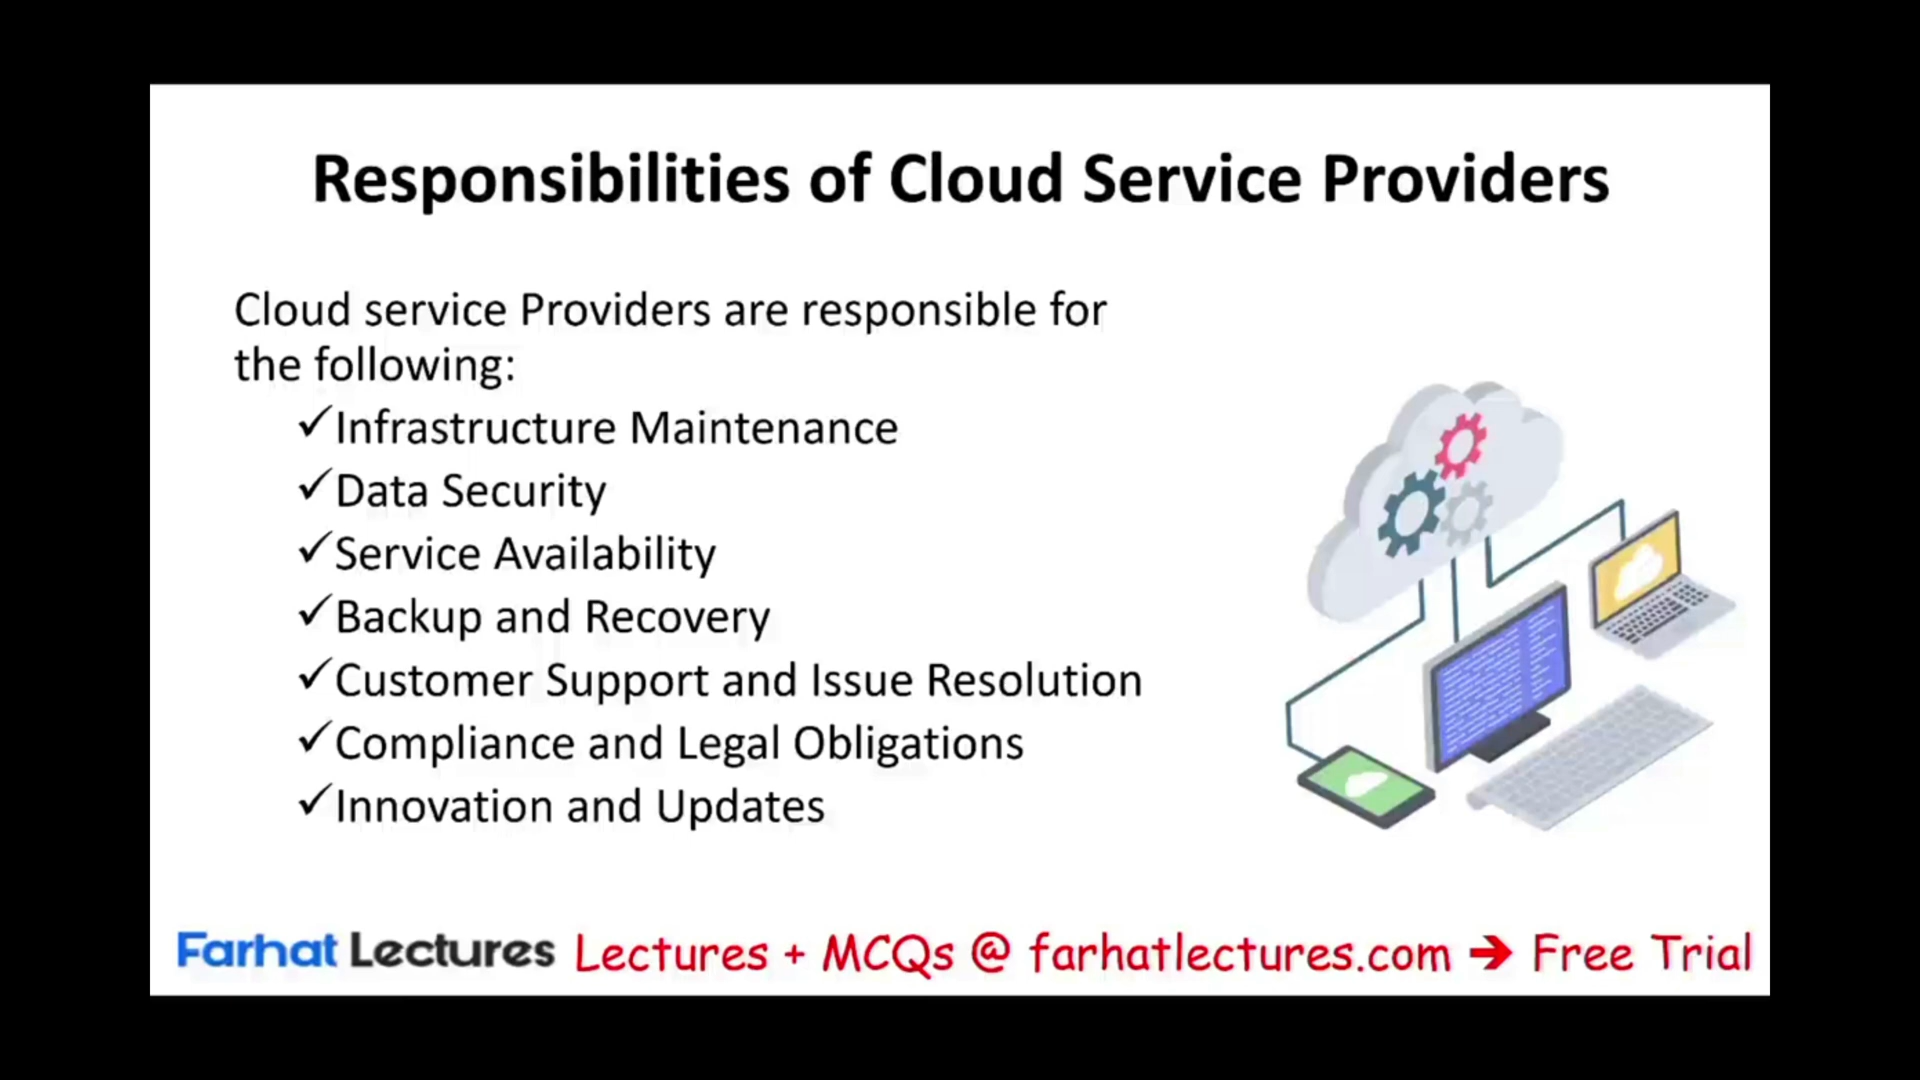 Responsibilities of Cloud Service Providers
Cloud service Providers are responsible for
the following:
✓Infrastructure Maintenance
✓Data Security
✓Service Availability
✓Backup and Recovery
✓Customer Support and Issue Resolution
✓Compliance and Legal Obligations
✓Innovation and Updates
Farhat Lectures Lectures + MCQs @ farhatlectures.com ➔ Free Trial